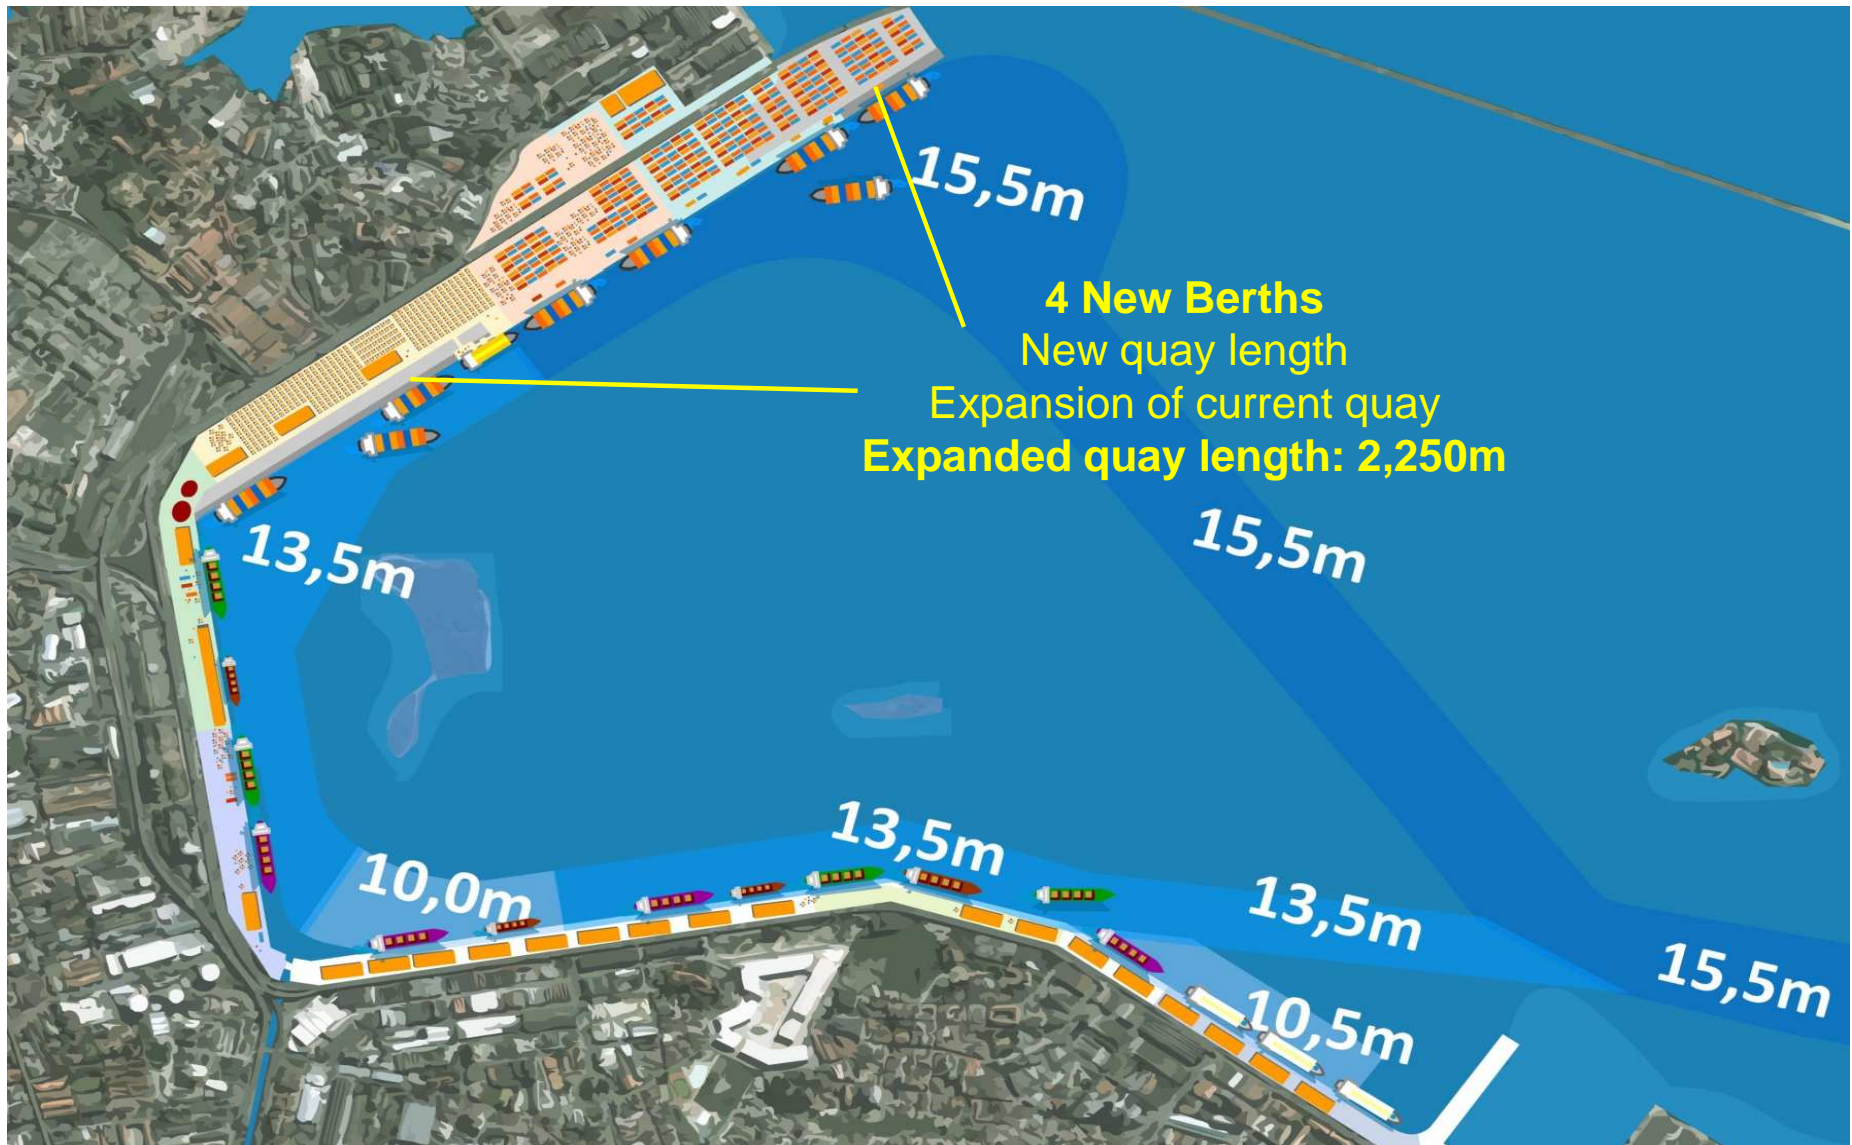 15,5m
4 New Berths
New quay length
Expansion of current quay
Expanded quay length: 2,250m
15,5m
13,5m
13,5m
10,0m
13,5m
15,5m
10,5m